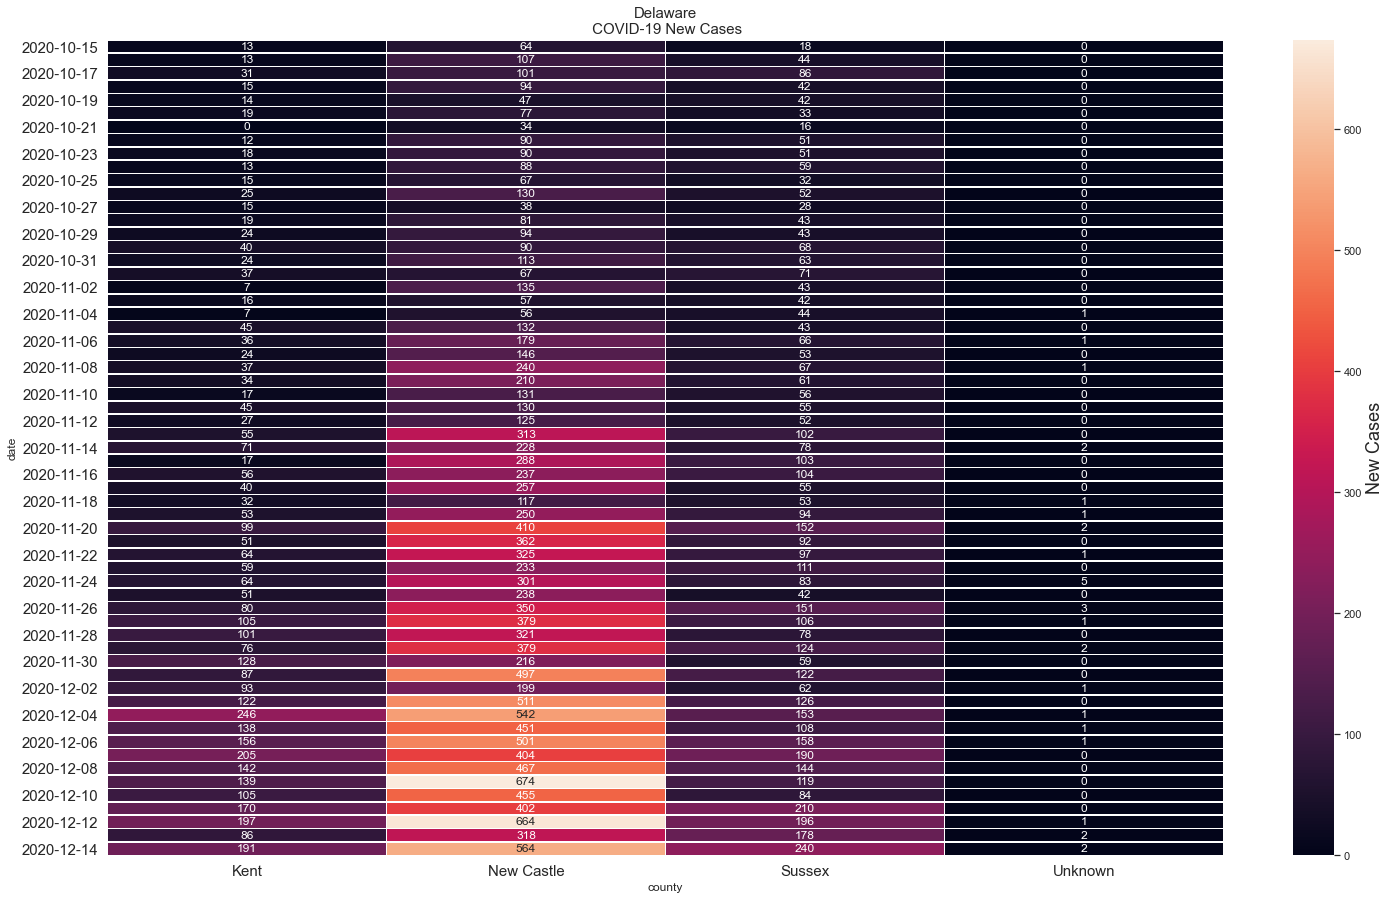 Delaware
COVID-19 New Cases
2020-10-15 13 64 18 0
13 107 44 0
2020-10-17 31 101 86 0
15 94 42 0
2020-10-19 14 47 42 0
19 77 33 0
2020-10-21 0 34 16 0
12 90 51 0
2020-10-23 18 90 51 0
13 88 59 0
2020-10-25 15 67 32 0
25 130 52 0
2020-10-27 15 38 28 0
19 81 43 0
2020-10-29 24 94 43 0
40 90 68 0
2020-10-31 24 113 63 0
37 67 71 0
2020-11-02 7 135 43 0
16 57 42 0
2020-11-04 7 56 44 1
45 132 43 0
2020-11-06 36 179 66 1
24 146 53 0
2020-11-08 37 240 67 1
34 210 61 0
2020-11-10 17 131 56 0
45 130 55 0
2020-11-12 27 125 52 0
55 313 102 0
2020-11-14 71 228 78 2
17 288 103 0
2020-11-16 56 237 104 0
40 257 55 0
2020-11-18 32 117 53 1
53 250 94 1
2020-11-20 99 410 152 2
51 362 92 0
2020-11-22 64 325 97 1
59 233 111 0
2020-11-24 64 301 83 5
51 238 42 0
2020-11-26 80 350 151 3
105 379 106 1
2020-11-28 101 321 78 0
76 379 124 2
2020-11-30 128 216 59 0
87 497 122 0
2020-12-02 93 199 62 1
122 511 126 0
2020-12-04 246 542 153 1
138 451 108 1
2020-12-06 156 501 158 1
205 404 190 0
2020-12-08 142 467 144 0
139 674 119 0
2020-12-10 105 455 84 0
170 402 210 0
2020-12-12 197 664 196 1
86 318 178 2
2020-12-14 191 564 240 2
Kent New Castle Sussex Unknown
county
date
600
500
400
300
200
100
0
New Cases